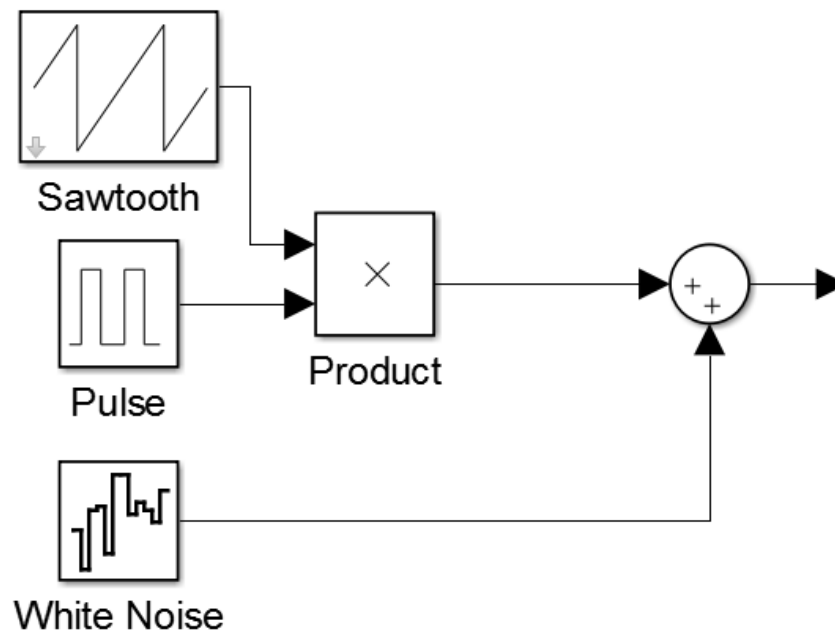 Sawtooth
×
Product
Pulse
+
+
White Noise